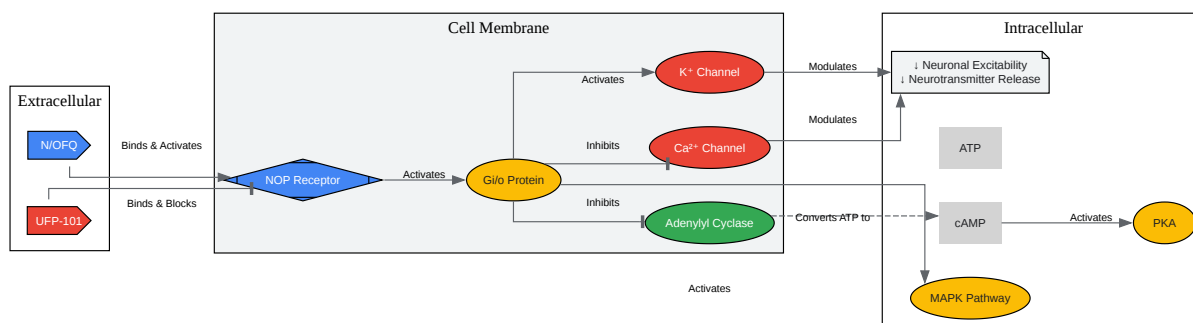 Extracellular
N/OFQ
UFP-101
Binds & Activates
Binds & Blocks
Cell Membrane
NOP Receptor
Activates
Gi/o Protein
Activates
Inhibits
Inhibits
K⁺ Channel
Ca²⁺ Channel
Adenylyl Cyclase
Modulates
Modulates
Converts ATP to
Activates
Intracellular
↓ Neuronal Excitability
↓ Neurotransmitter Release
ATP
cAMP
Activates
PKA
MAPK Pathway